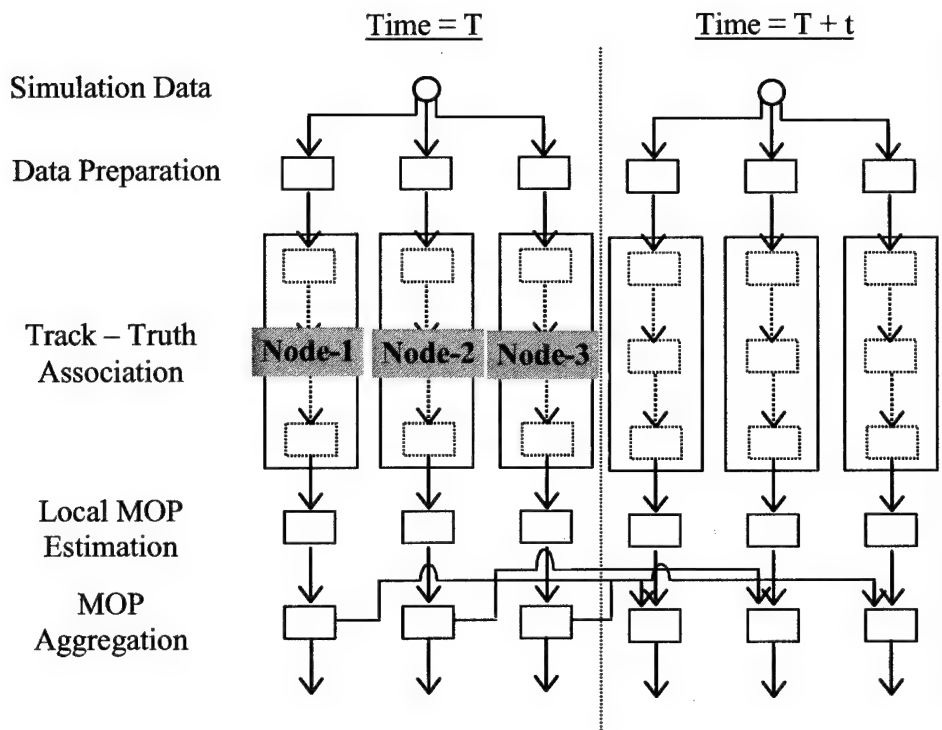 Time = T
Time = T + t
Simulation Data
Data Preparation
Track – Truth
Association
Node-1
Node-2
Node-3
Local MOP
Estimation
MOP
Aggregation